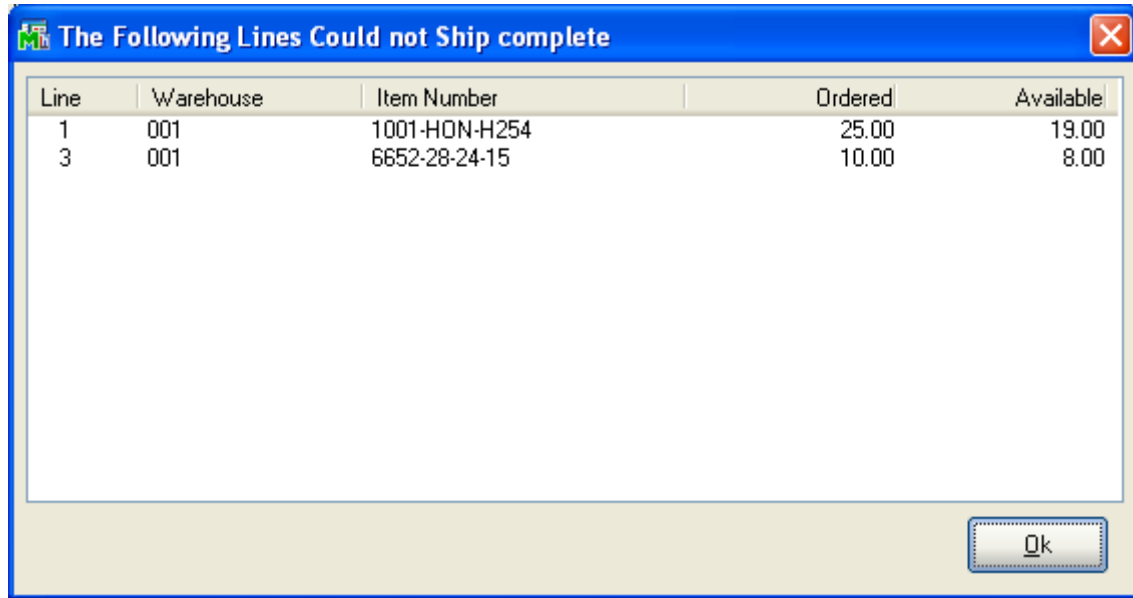 The Following Lines Could not Ship complete
Line Warehouse Item Number Ordered Available
1 001 1001-HON-H254 25.00 19.00
3 001 6652-28-24-15 10.00 8.00
Ok